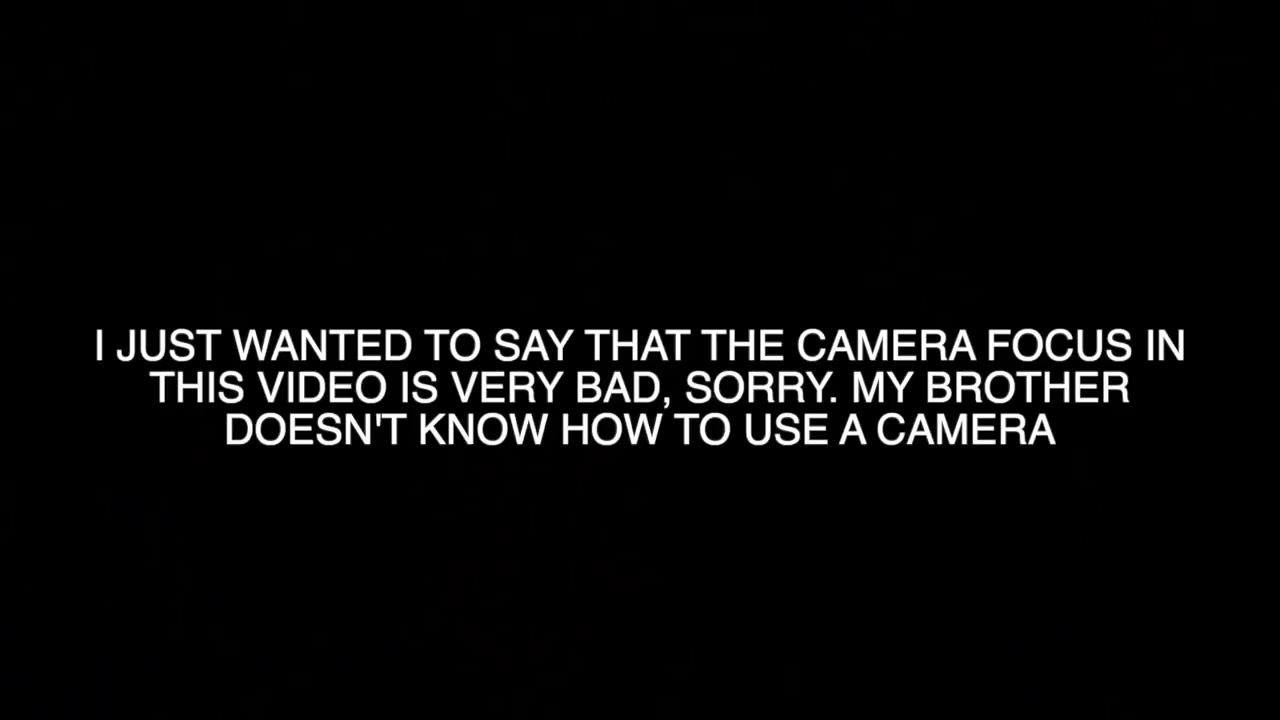 I JUST WANTED TO SAY THAT THE CAMERA FOCUS IN
THIS VIDEO IS VERY BAD, SORRY. MY BROTHER
DOESN'T KNOW HOW TO USE A CAMERA